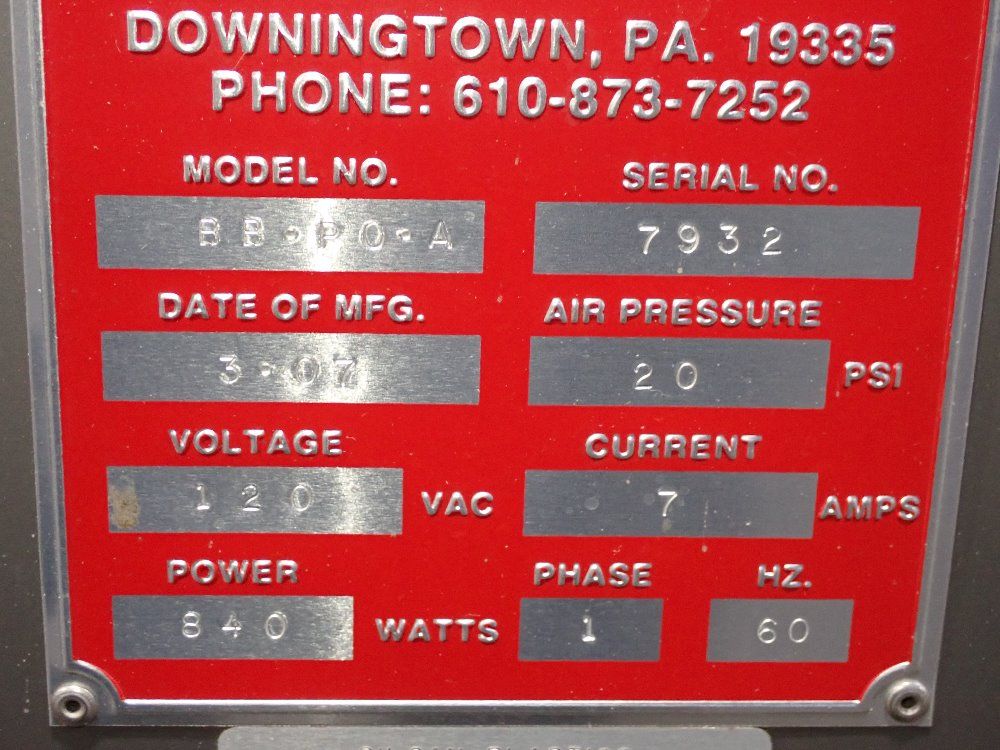 DOWNINGTOWN, PA. 19335
PHONE: 610-873-7252
MODEL NO. SERIAL NO.
BB-PO-A 7932
DATE OF MFG. AIR PRESSURE
3-07 20 PSI
VOLTAGE CURRENT
120 VAC 7 AMPS
POWER PHASE HZ.
840 WATTS 1 60